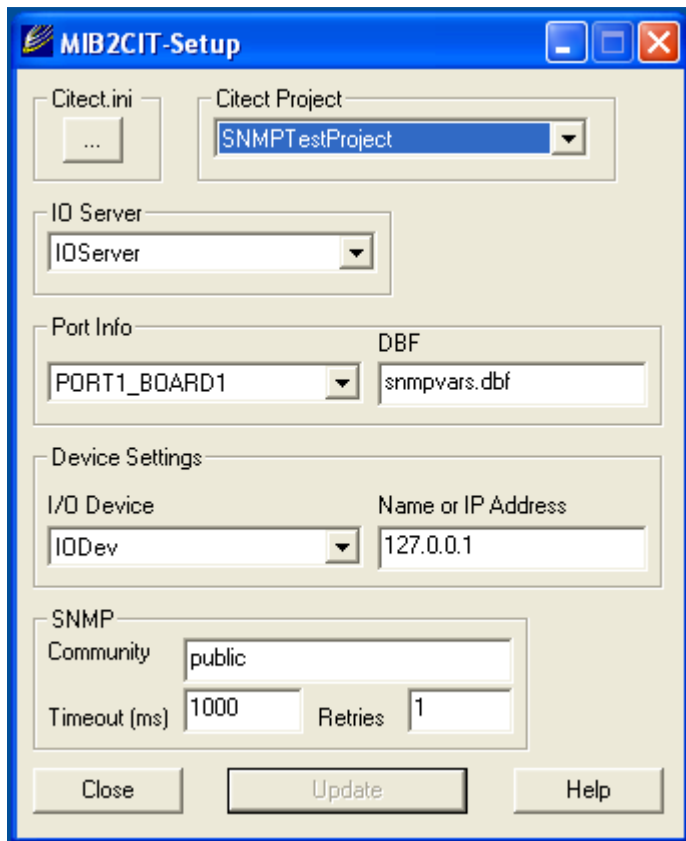 MIB2CIT-Setup
Citect.ini
Citect Project
...
SNMPTestProject
IO Server
IOServer
Port Info
DBF
PORT1_BOARD1
snmpvars.dbf
Device Settings
I/O Device
Name or IP Address
IODev
127.0.0.1
SNMP
Community
public
Timeout (ms)
1000
Retries
1
Close
Update
Help